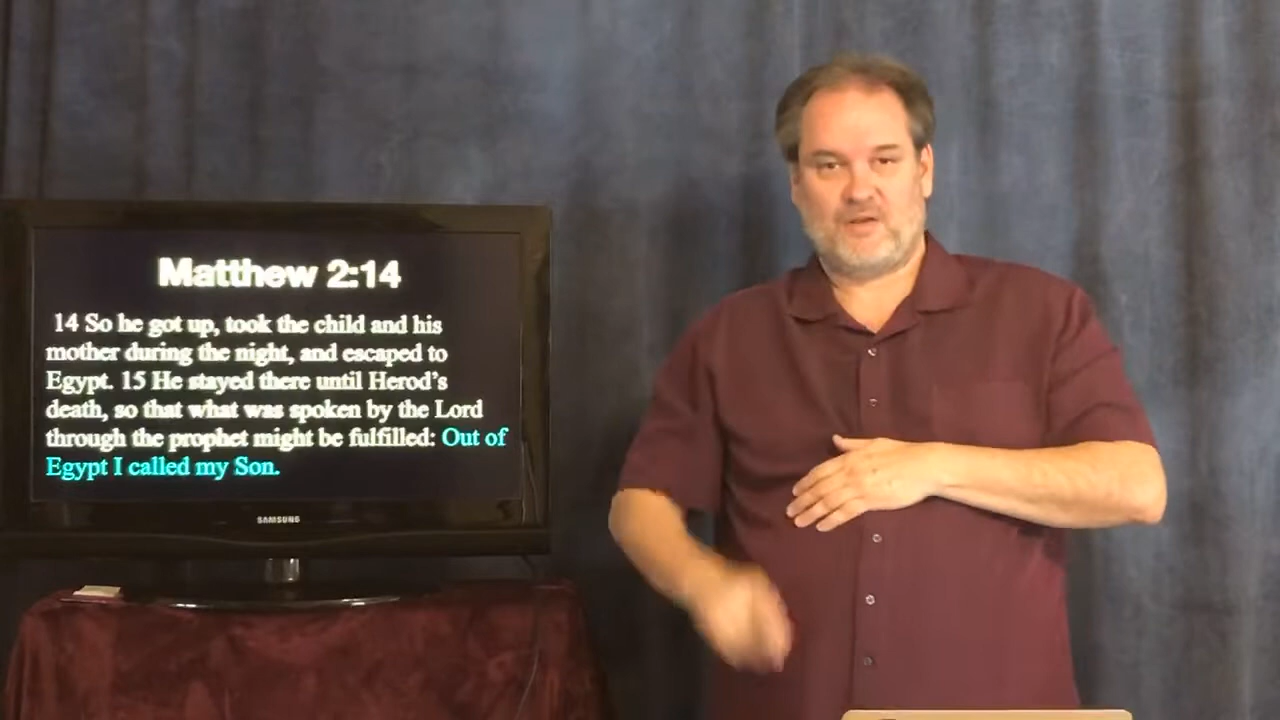 Matthew 2:14
14 So he got up, took the child and his
mother during the night, and escaped to
Egypt. 15 He stayed there until Herod’s
death, so that what was spoken by the Lord
through the prophet might be fulfilled: Out of
Egypt I called my Son.
SAMSUNG